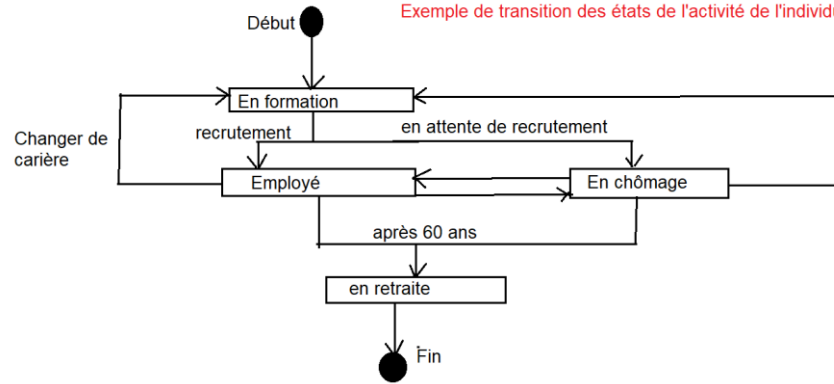 Exemple de transition des états de l'activité de l'individu
Début
En formation
recrutement
en attente de recrutement
Changer de
carière
Employé
En chômage
après 60 ans
en retraite
Fin